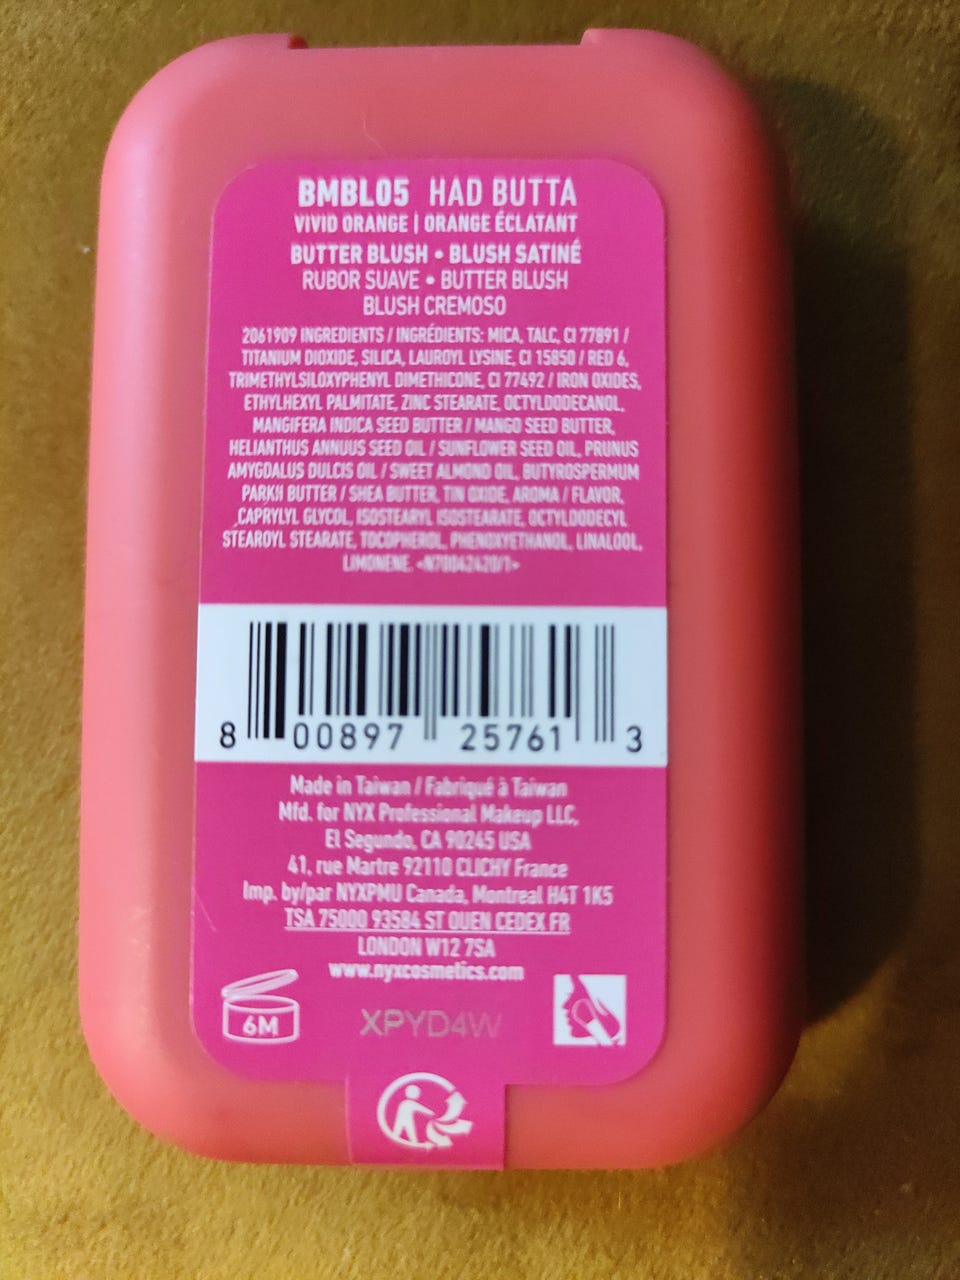 BMBL05 HAD BUTTA
VIVID ORANGE | ORANGE ÉCLATANT
BUTTER BLUSH • BLUSH SATINÉ
RUBOR SUAVE • BUTTER BLUSH
BLUSH CREMOSO
2061909 INGREDIENTS / INGRÉDIENTS: MICA, TALC, CI 77891 /
TITANIUM DIOXIDE, SILICA, LAUROYL LYSINE, CI 15850 / RED 6,
TRIMETHYLSILOXYPHENYL DIMETHICONE, CI 77492 / IRON OXIDES,
ETHYLHEXYL PALMITATE, ZINC STEARATE, OCTYLDODECANOL,
MANGIFERA INDICA SEED BUTTER / MANGO SEED BUTTER,
HELIANTHUS ANNUUS SEED OIL / SUNFLOWER SEED OIL, PRUNUS
AMYGDALUS DULCIS OIL / SWEET ALMOND OIL, BUTYROSPERMUM
PARKII BUTTER / SHEA BUTTER, TIN OXIDE, AROMA / FLAVOR,
CAPRYLYL GLYCOL, ISOSTEARYL ISOSTEARATE, OCTYLDODECYL
STEAROYL STEARATE, TOCOPHEROL, PHENOXYETHANOL, LINALOOL,
LIMONENE. <N70042420/1>
8 00897 25761 3
Made in Taiwan / Fabriqué à Taiwan
Mfd. for NYX Professional Makeup LLC,
El Segundo, CA 90245 USA
41, rue Martre 92110 CLICHY France
Imp. by/par NYXPMU Canada, Montreal H4T 1K5
TSA 75000 93584 ST OUEN CEDEX FR
LONDON W12 7SA
www.nyxcosmetics.com
6M
XPYD4W